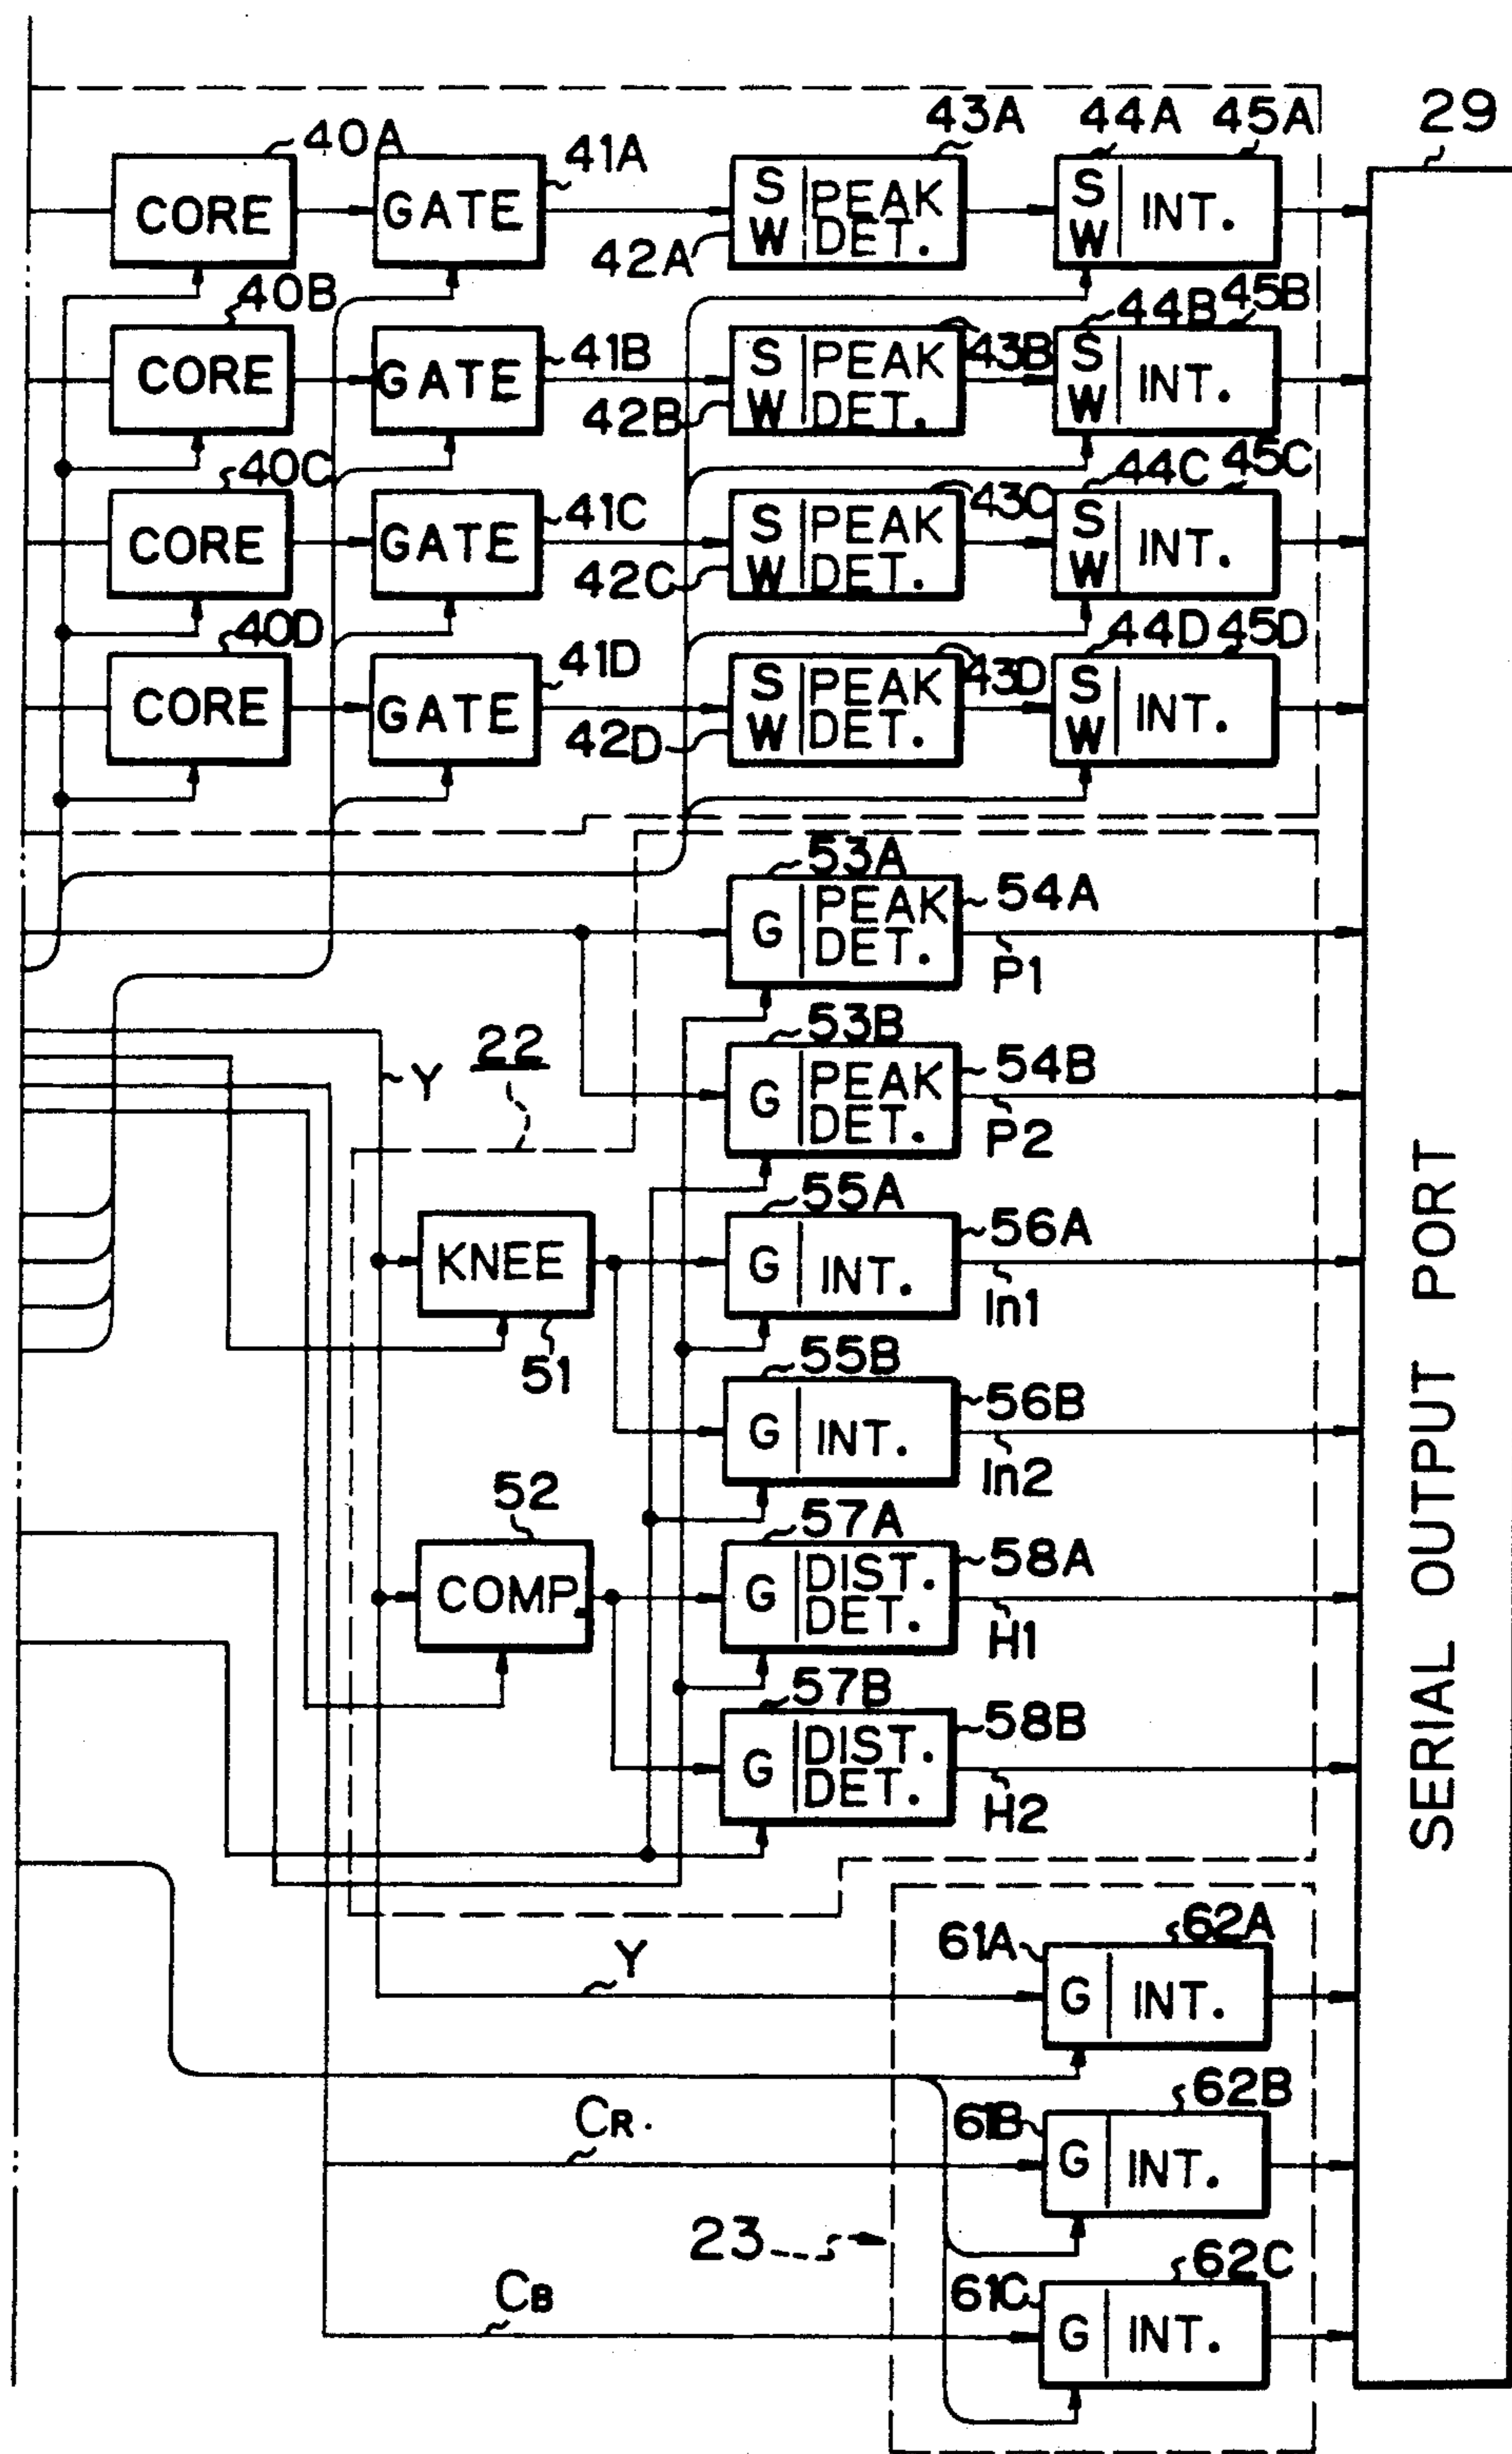 29
43A 44A 45A
40A 41A
CORE GATE S W PEAK DET. S W INT.
42A
40B 44B 45B
41B 43B
CORE GATE S W PEAK DET. S W INT.
42B
40C 44C 45C
41C 43C
CORE GATE S W PEAK DET. S W INT.
42C
40D 44D 45D
41D 43D
CORE GATE S W PEAK DET. S W INT.
42D
53A
G PEAK DET. 54A
P1
53B
22
Y
G PEAK DET. 54B
P2
55A
KNEE G INT. 56A
In1
51
55B
G INT. 56B
In2
52
57A
COMP. G DIST. DET. 58A
H1
57B
G DIST. DET. 58B
H2
SERIAL OUTPUT PORT
62A
61A
Y
G INT.
62B
61B
CR.
G INT.
23
62C
61C
CB
G INT.